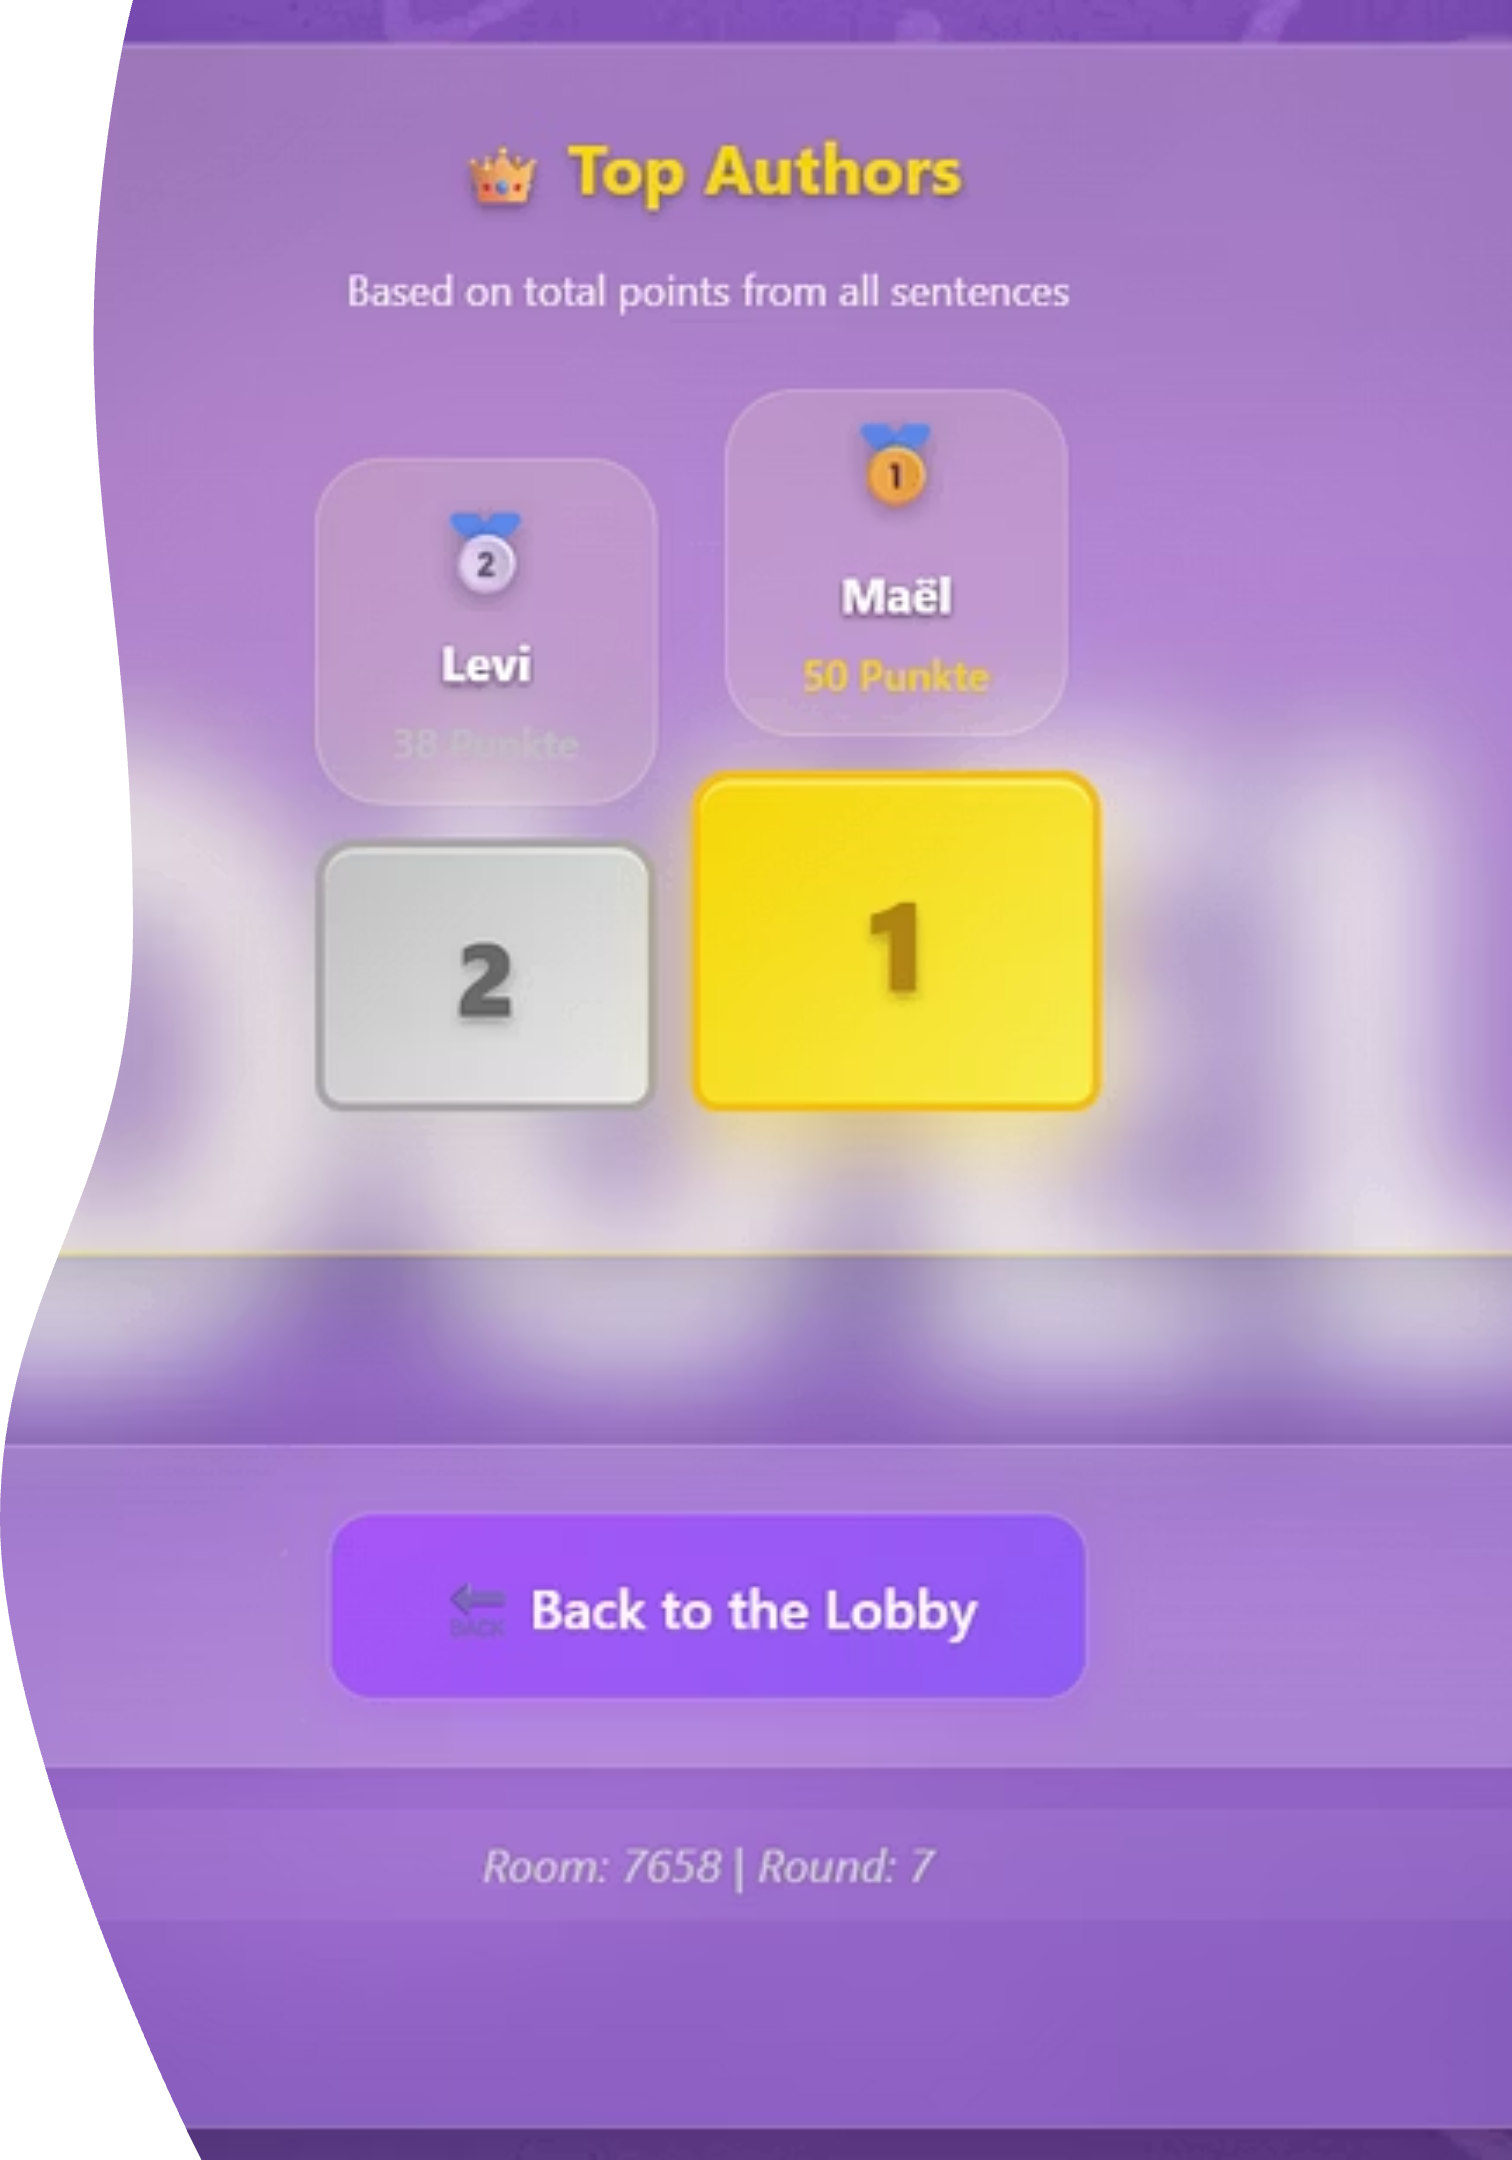 Top Authors
Based on total points from all sentences
1
2
Maël
Levi
50 Punkte
38 Punkte
1
2
BACK Back to the Lobby
Room: 7658 | Round: 7